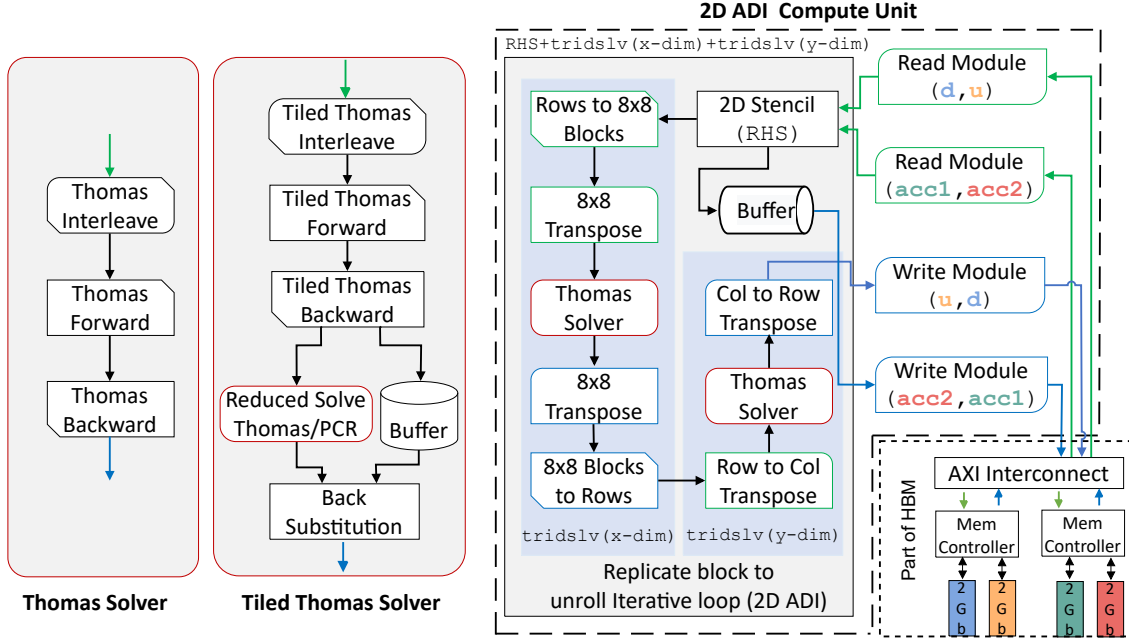 Thomas
Interleave
Thomas
Forward
Thomas
Backward
Thomas Solver
Tiled Thomas
Interleave
Tiled Thomas
Forward
Tiled Thomas
Backward
Reduced Solve
Thomas/PCR
Buffer
Back
Substitution
Tiled Thomas Solver
2D ADI Compute Unit
RHS+tridslv(x-dim)+tridslv(y-dim)
Rows to 8x8
Blocks
8x8
Transpose
Thomas
Solver
8x8
Transpose
8x8 Blocks
to Rows
tridslv(x-dim)
2D Stencil
(RHS)
Buffer
Col to Row
Transpose
Thomas
Solver
Row to Col
Transpose
tridslv(y-dim)
Replicate block to
unroll Iterative loop (2D ADI)
Read Module
(d,u)
Read Module
(acc1,acc2)
Write Module
(u,d)
Write Module
(acc2,acc1)
Part of HBM
AXI Interconnect
Mem
Controller
Mem
Controller
2
G
b
2
G
b
2
G
b
2
G
b